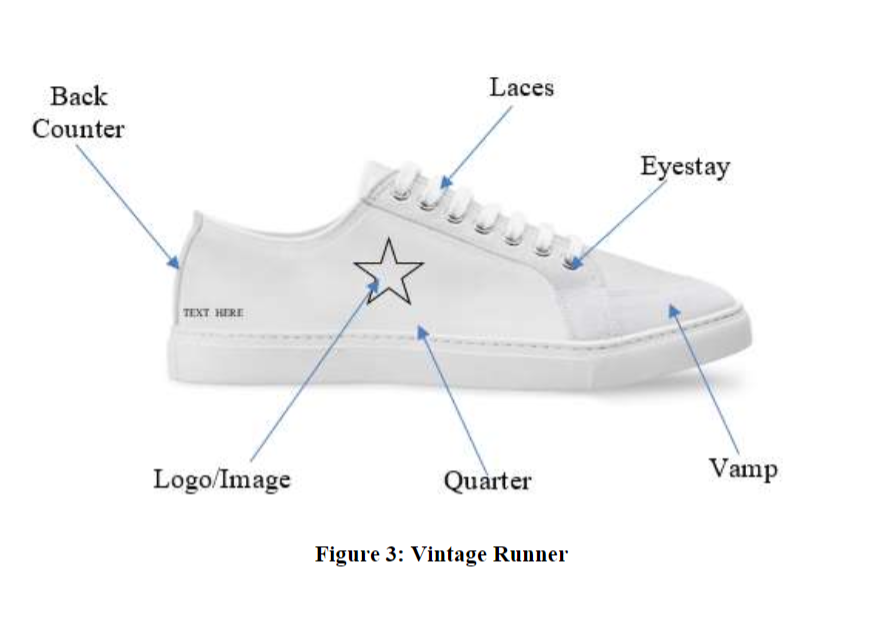 Laces
Back
Counter
Eyestay
TEXT HERE
Logo/Image
Quarter
Vamp
Figure 3: Vintage Runner